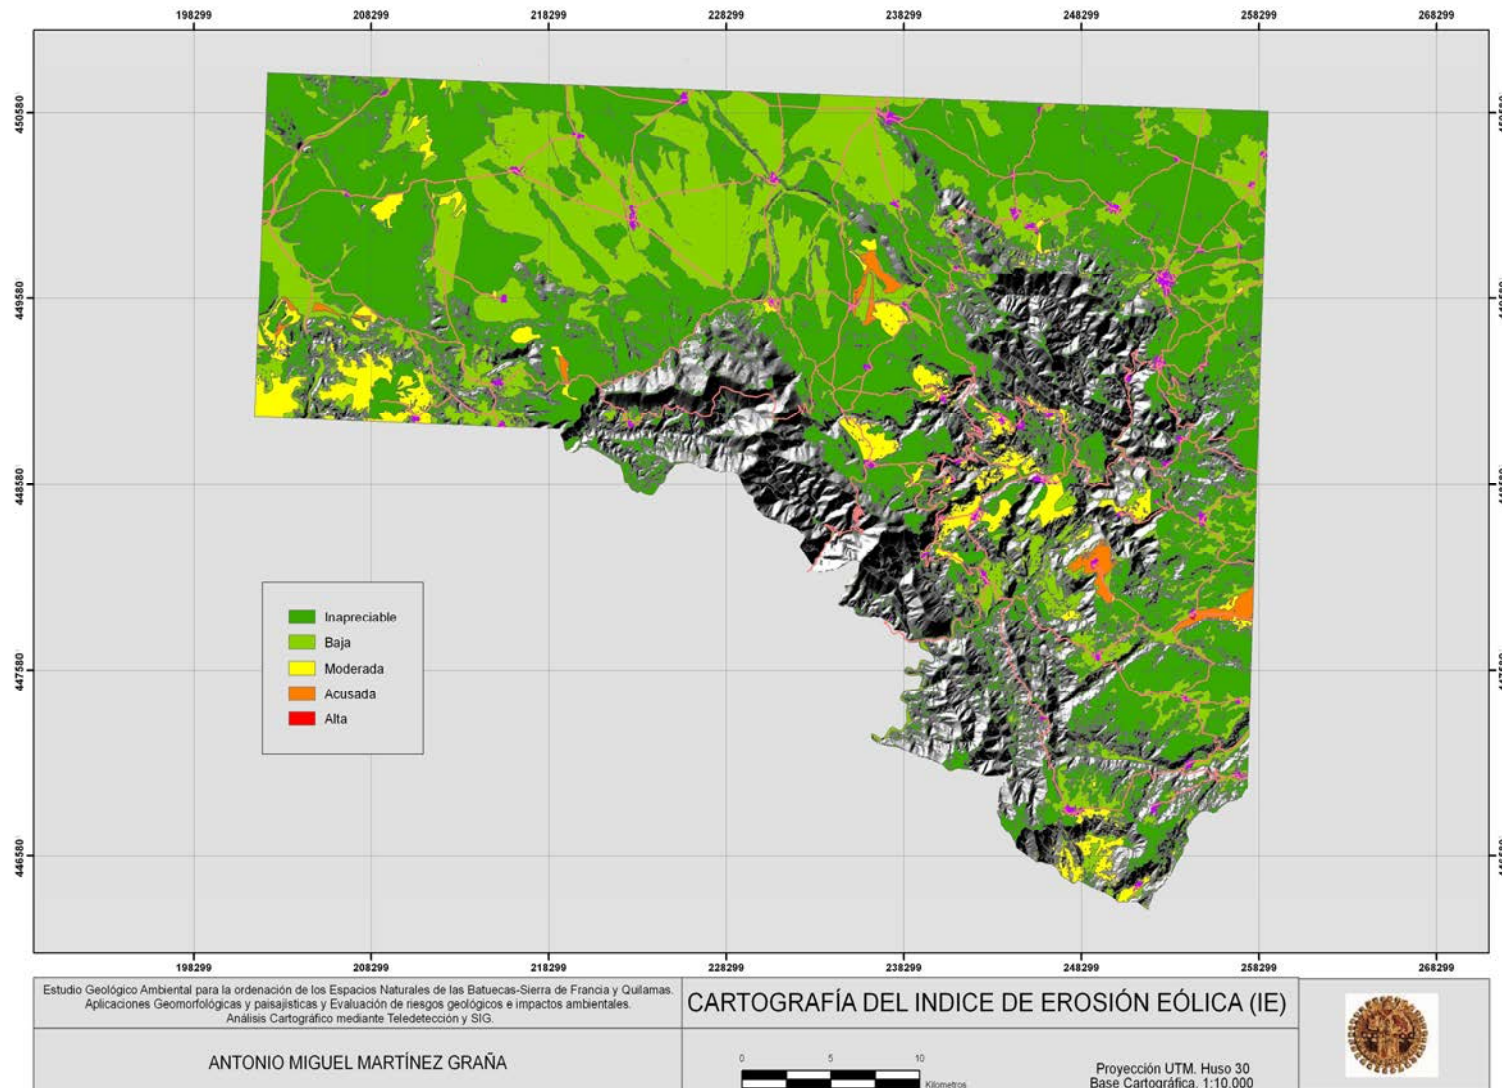 198299 208299 218299 228299 238299 248299 258299 268299
450580
449580
448580
447580
446580
Inapreciable
Baja
Moderada
Acusada
Alta
198299 208299 218299 228299 238299 248299 258299 268299
Estudio Geológico Ambiental para la ordenación de los Espacios Naturales de las Batuecas-Sierra de Francia y Quilamas.
Aplicaciones Geomorfológicas y paisajísticas y Evaluación de riesgos geológicos e impactos ambientales.
Análisis Cartográfico mediante Teledetección y SIG.
ANTONIO MIGUEL MARTÍNEZ GRAÑA
CARTOGRAFÍA DEL INDICE DE EROSIÓN EÓLICA (IE)
0 5 10
Kilometros
Proyección UTM. Huso 30
Base Cartográfica. 1:10.000